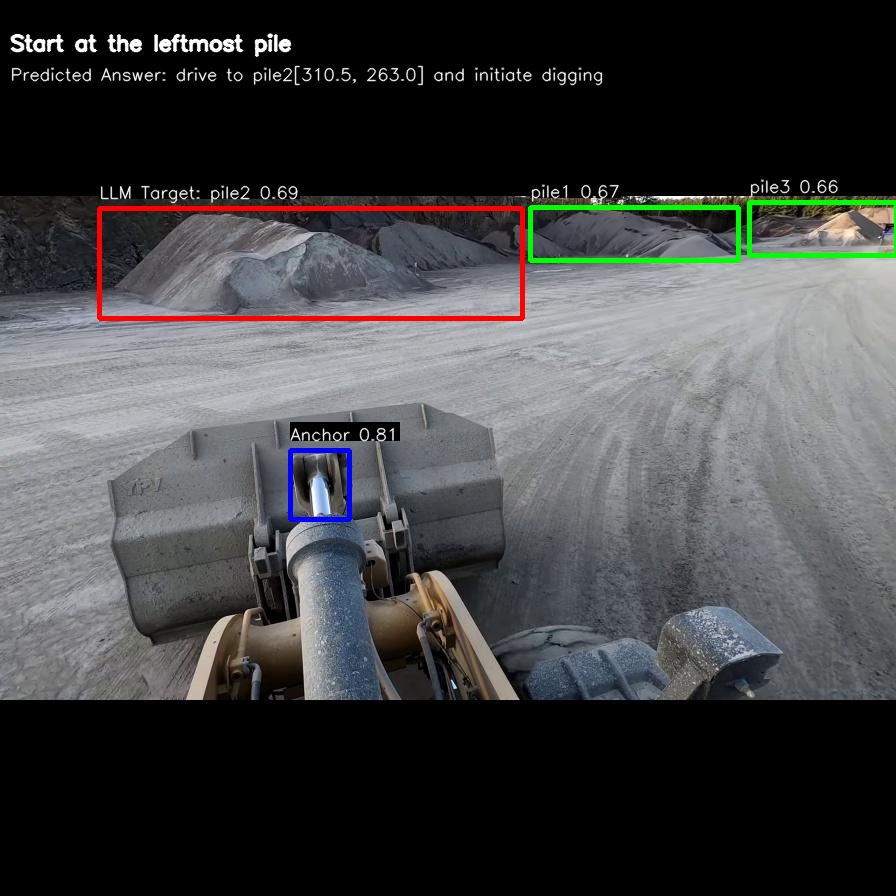 Start at the leftmost pile
Predicted Answer: drive to pile2[310.5, 263.0] and initiate digging
LLM Target: pile2 0.69
pile1 0.67
pile3 0.66
Anchor 0.81